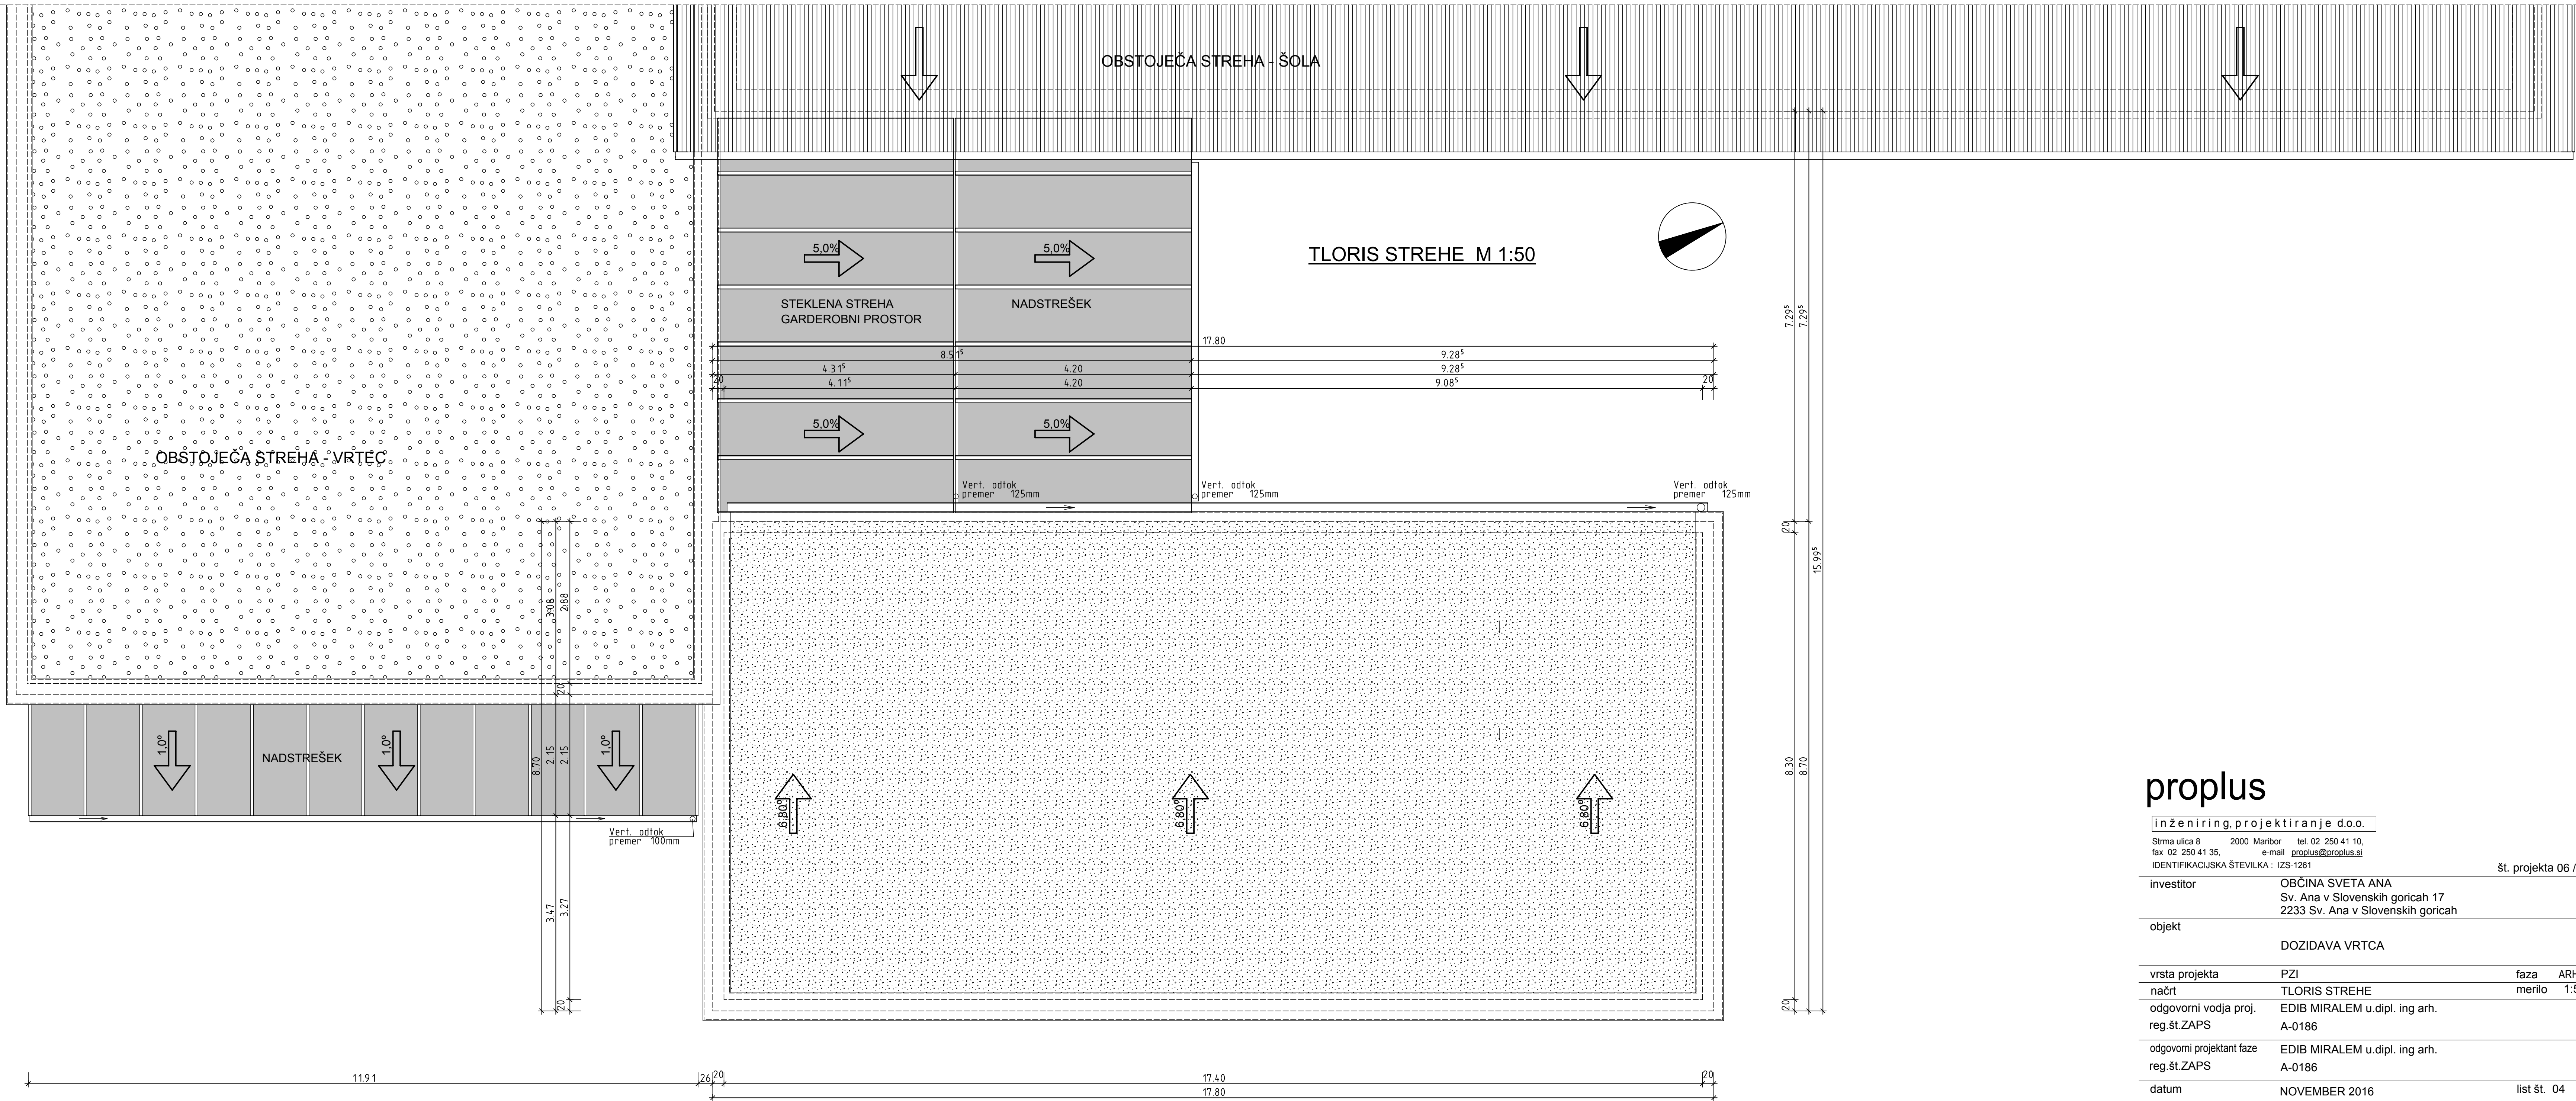 OBSTOJEČA STREHA - ŠOLA
TLORIS STREHE M 1:50
5,0%
5,0%
STEKLENA STREHA
GARDEROBNI PROSTOR
NADSTREŠEK
17.80
8.51⁵
9.28⁵
4.31⁵
4.20
9.28⁵
20
4.11⁵
4.20
9.08⁵
20
5,0%
5,0%
OBSTOJEČA STREHA - VRTEC
Vert. odtok
premer 125mm
Vert. odtok
premer 125mm
Vert. odtok
premer 125mm
7.29⁵
7.29⁵
20
15.99⁵
8.30
8.70
20
3.08
2.88
20
8.70
2.15
2.15
3.47
3.27
20
1,0º
NADSTREŠEK
1,0º
1,0º
Vert. odtok
premer 100mm
6,80º
6,80º
6,80º
11.91
26
20
17.40
20
17.80
proplus
inženiring, projektiranje d.o.o.
Strma ulica 8 2000 Maribor tel. 02 250 41 10,
fax 02 250 41 35, e-mail proplus@proplus.si
IDENTIFIKACIJSKA ŠTEVILKA : IZS-1261
št. projekta 06 /
investitor OBČINA SVETA ANA
Sv. Ana v Slovenskih goricah 17
2233 Sv. Ana v Slovenskih goricah
objekt
DOZIDAVA VRTCA
vrsta projekta PZI faza
načrt TLORIS STREHE merilo
odgovorni vodja proj. EDIB MIRALEM u.dipl. ing arh.
reg.št.ZAPS A-0186
odgovorni projektant faze EDIB MIRALEM u.dipl. ing arh.
reg.št.ZAPS A-0186
datum NOVEMBER 2016 list št. 04